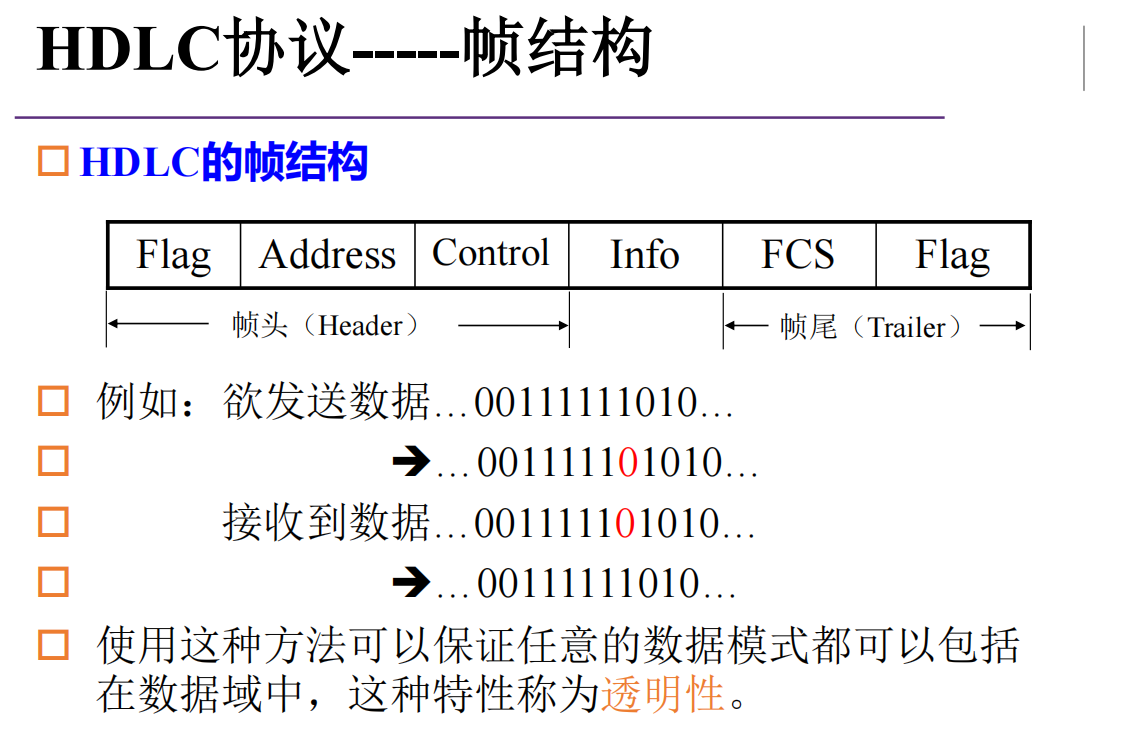 HDLC协议-----帧结构
HDLC的帧结构
Flag Address Control Info FCS Flag
帧头（Header） 帧尾（Trailer）
例如：欲发送数据…00111111010…
➔…001111101010…
接收到数据…001111101010…
➔…00111111010…
使用这种方法可以保证任意的数据模式都可以包括
在数据域中，这种特性称为透明性。